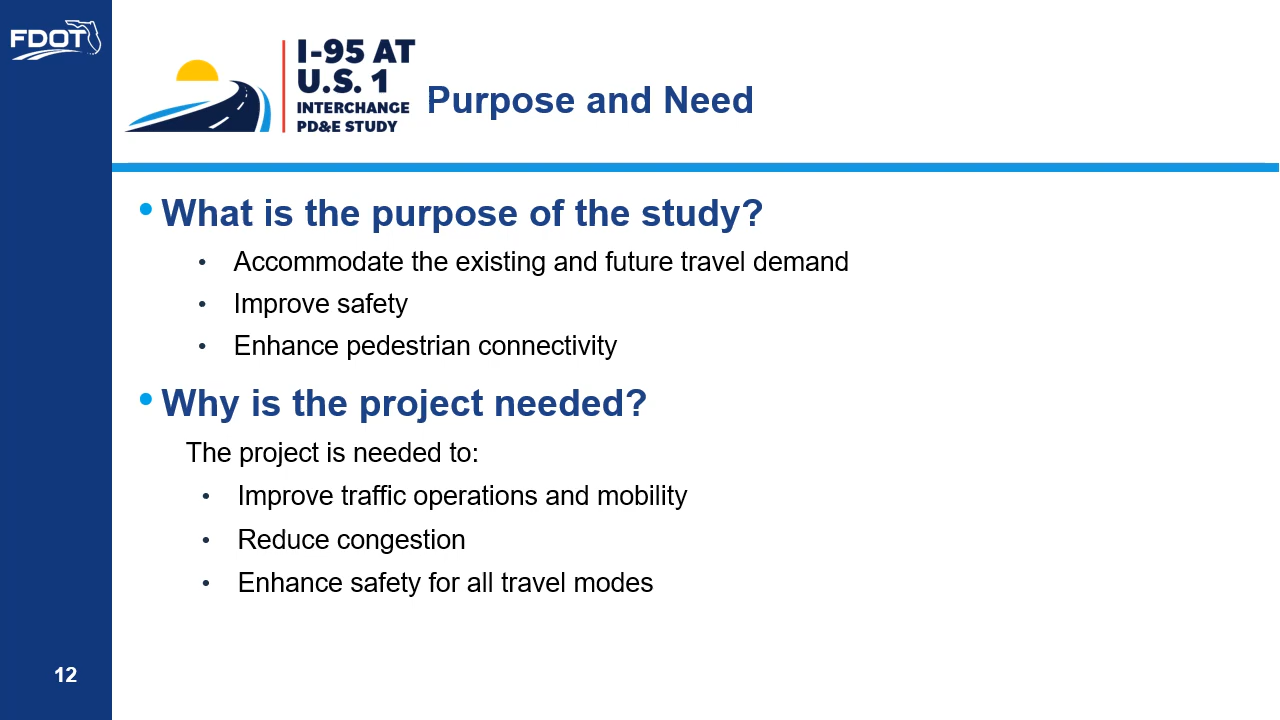 FDOT
I-95 AT
U.S. 1
INTERCHANGE
PD&E STUDY
Purpose and Need
• What is the purpose of the study?
• Accommodate the existing and future travel demand
• Improve safety
• Enhance pedestrian connectivity
• Why is the project needed?
The project is needed to:
• Improve traffic operations and mobility
• Reduce congestion
• Enhance safety for all travel modes
12